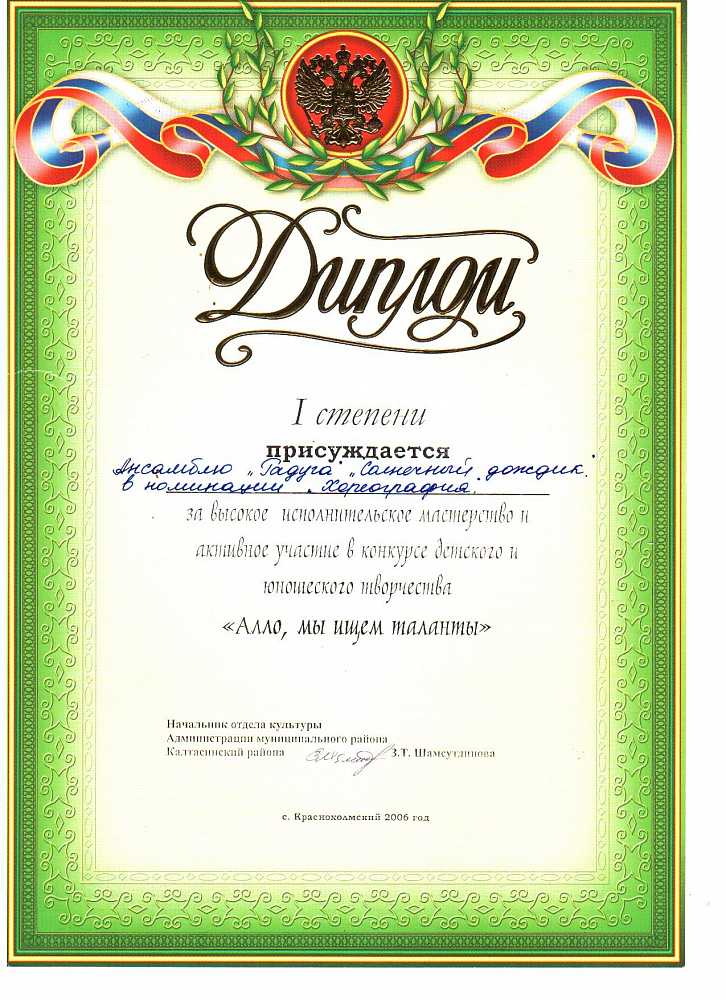 Диплом
I степени
присуждается
Ансамблю „Радуга" „Солнечный дождик"
в номинации „Хореография.
за высокое исполнительское мастерство и
активное участие в конкурсе детского и
юношеского творчества
«Алло, мы ищем таланты»
Начальник отдела культуры
Администрации муниципального района
Калтасинский района З.Т. Шамсутдинова
с. Краснохолмский 2006 год